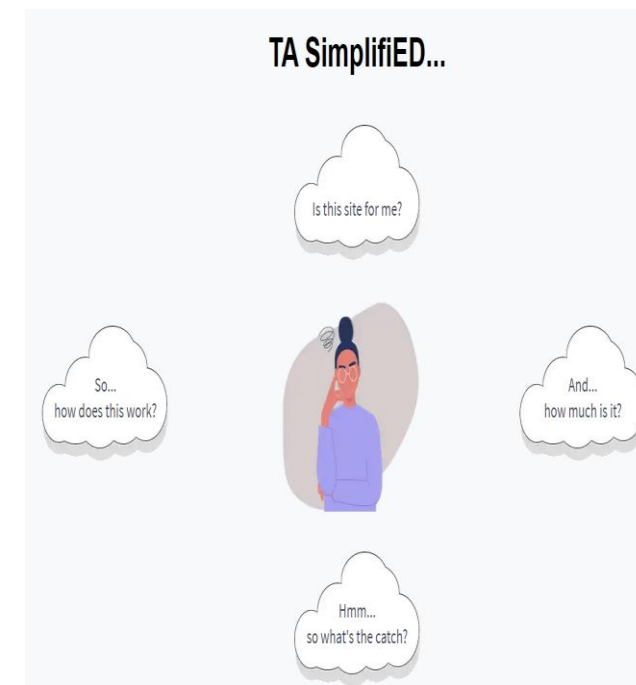 TA SimplifiED...
Is this site for me?
So...
how does this work?
And...
how much is it?
Hmm...
so what's the catch?